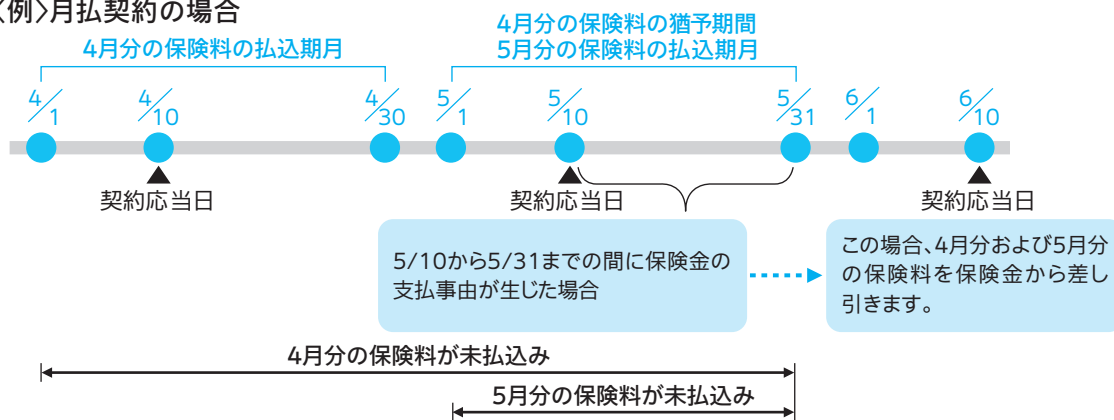 〈例〉月払契約の場合
4月分の保険料の払込期月
4月分の保険料の猶予期間
5月分の保険料の払込期月
4/1
4/10
4/30
5/1
5/10
5/31
6/1
6/10
契約応当日
契約応当日
契約応当日
5/10から5/31までの間に保険金の
支払事由が生じた場合
この場合、4月分および5月分
の保険料を保険金から差し
引きます。
4月分の保険料が未払込み
5月分の保険料が未払込み